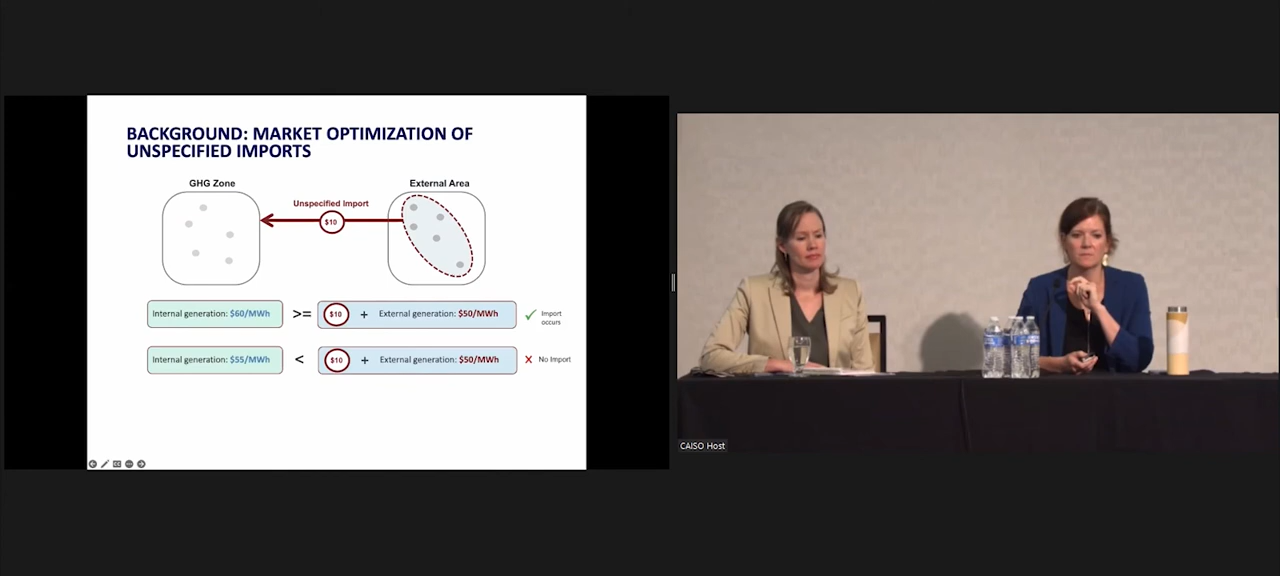 BACKGROUND: MARKET OPTIMIZATION OF
UNSPECIFIED IMPORTS
GHG Zone
External Area
Unspecified Import
$10
Internal generation: $60/MWh
>=
$10
+
External generation: $50/MWh
Import
occurs
Internal generation: $55/MWh
<
$10
+
External generation: $50/MWh
No Import
CAISO Host